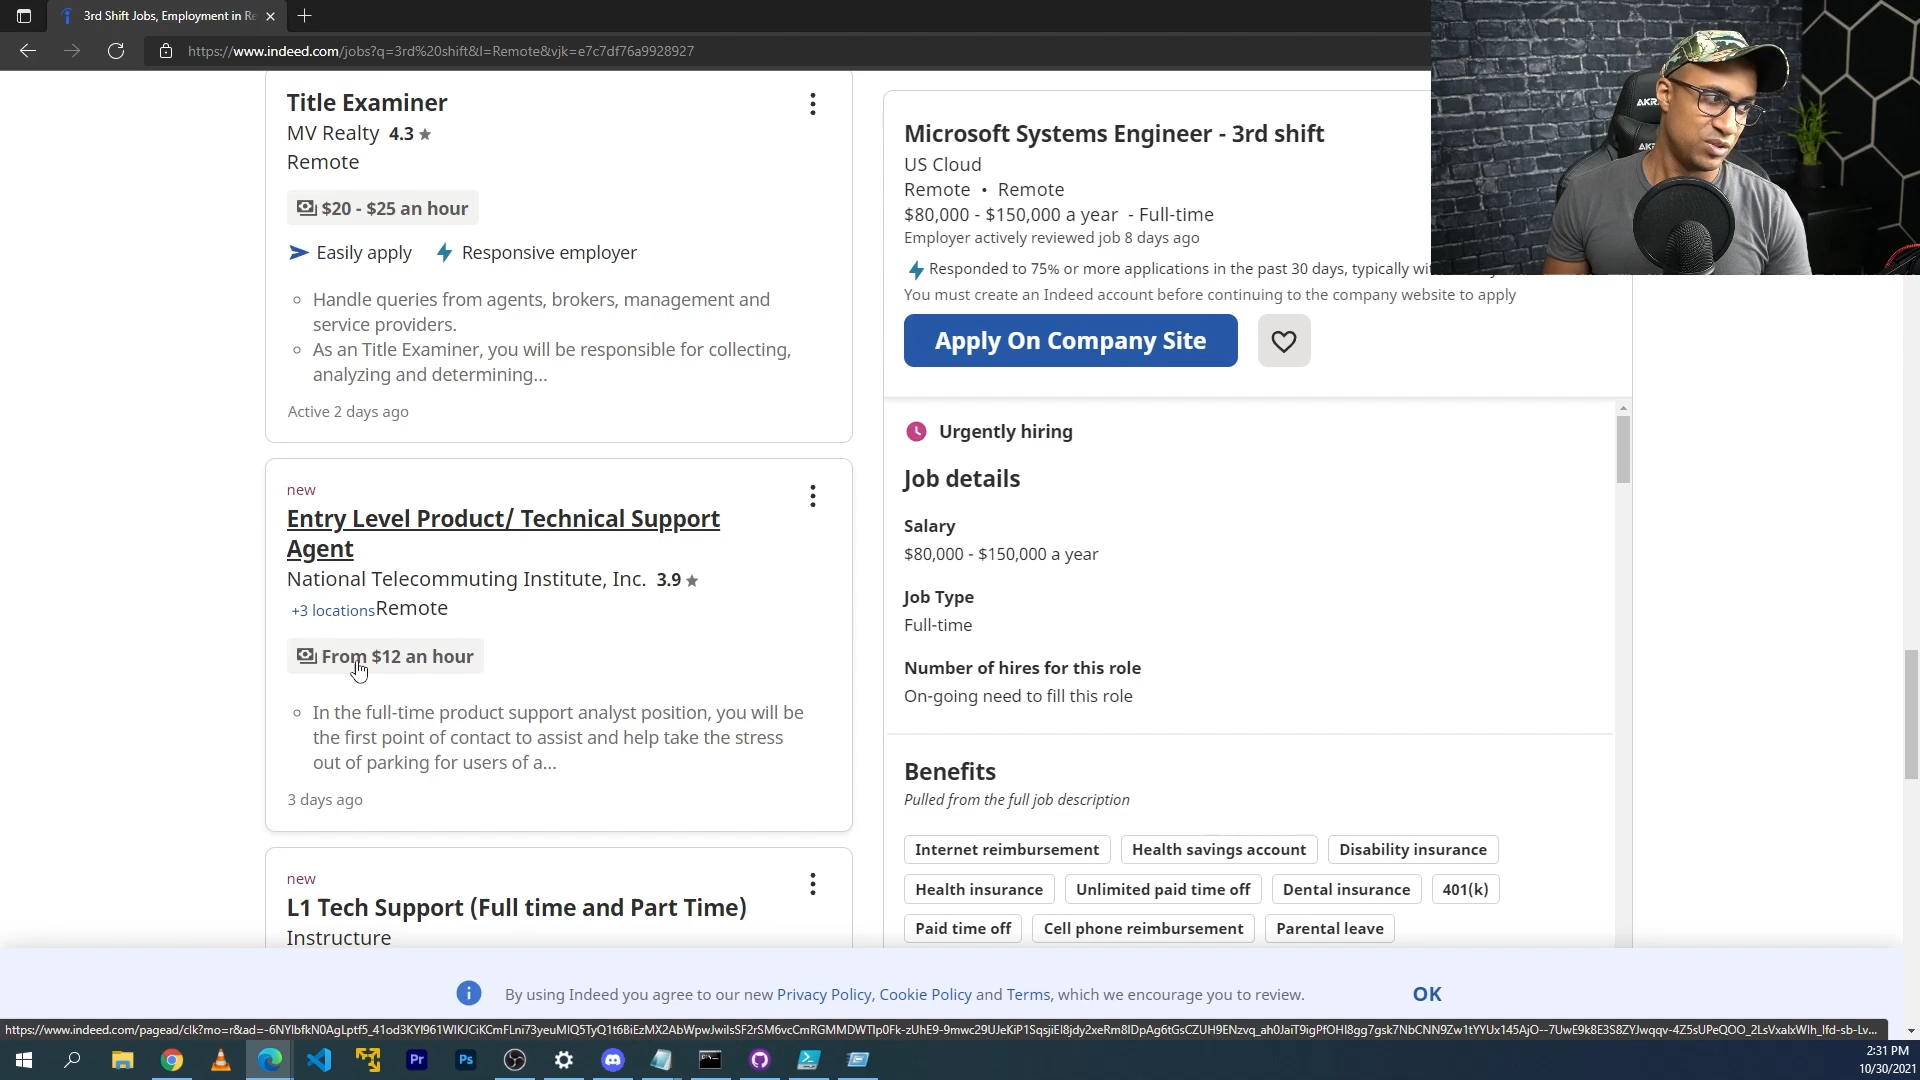 3rd Shift Jobs, Employment in Re
https://www.indeed.com/jobs?q=3rd%20shift&l=Remote&vjk=e7c7df76a9928927
Title Examiner
MV Realty 4.3
Remote
$20 - $25 an hour
Easily apply Responsive employer
Handle queries from agents, brokers, management and
service providers.
As an Title Examiner, you will be responsible for collecting,
analyzing and determining...
Active 2 days ago
new
Entry Level Product/ Technical Support
Agent
National Telecommuting Institute, Inc. 3.9
+3 locationsRemote
From $12 an hour
In the full-time product support analyst position, you will be
the first point of contact to assist and help take the stress
out of parking for users of a...
3 days ago
new
L1 Tech Support (Full time and Part Time)
Instructure
Microsoft Systems Engineer - 3rd shift
US Cloud
Remote • Remote
$80,000 - $150,000 a year - Full-time
Employer actively reviewed job 8 days ago
Responded to 75% or more applications in the past 30 days, typically
You must create an Indeed account before continuing to the company website to apply
Apply On Company Site
Urgently hiring
Job details
Salary
$80,000 - $150,000 a year
Job Type
Full-time
Number of hires for this role
On-going need to fill this role
Benefits
Pulled from the full job description
Internet reimbursement Health savings account Disability insurance
Health insurance Unlimited paid time off Dental insurance 401(k)
Paid time off Cell phone reimbursement Parental leave
By using Indeed you agree to our new Privacy Policy, Cookie Policy and Terms, which we encourage you to review.
OK
Pr Ps
2:31 PM
10/30/2021